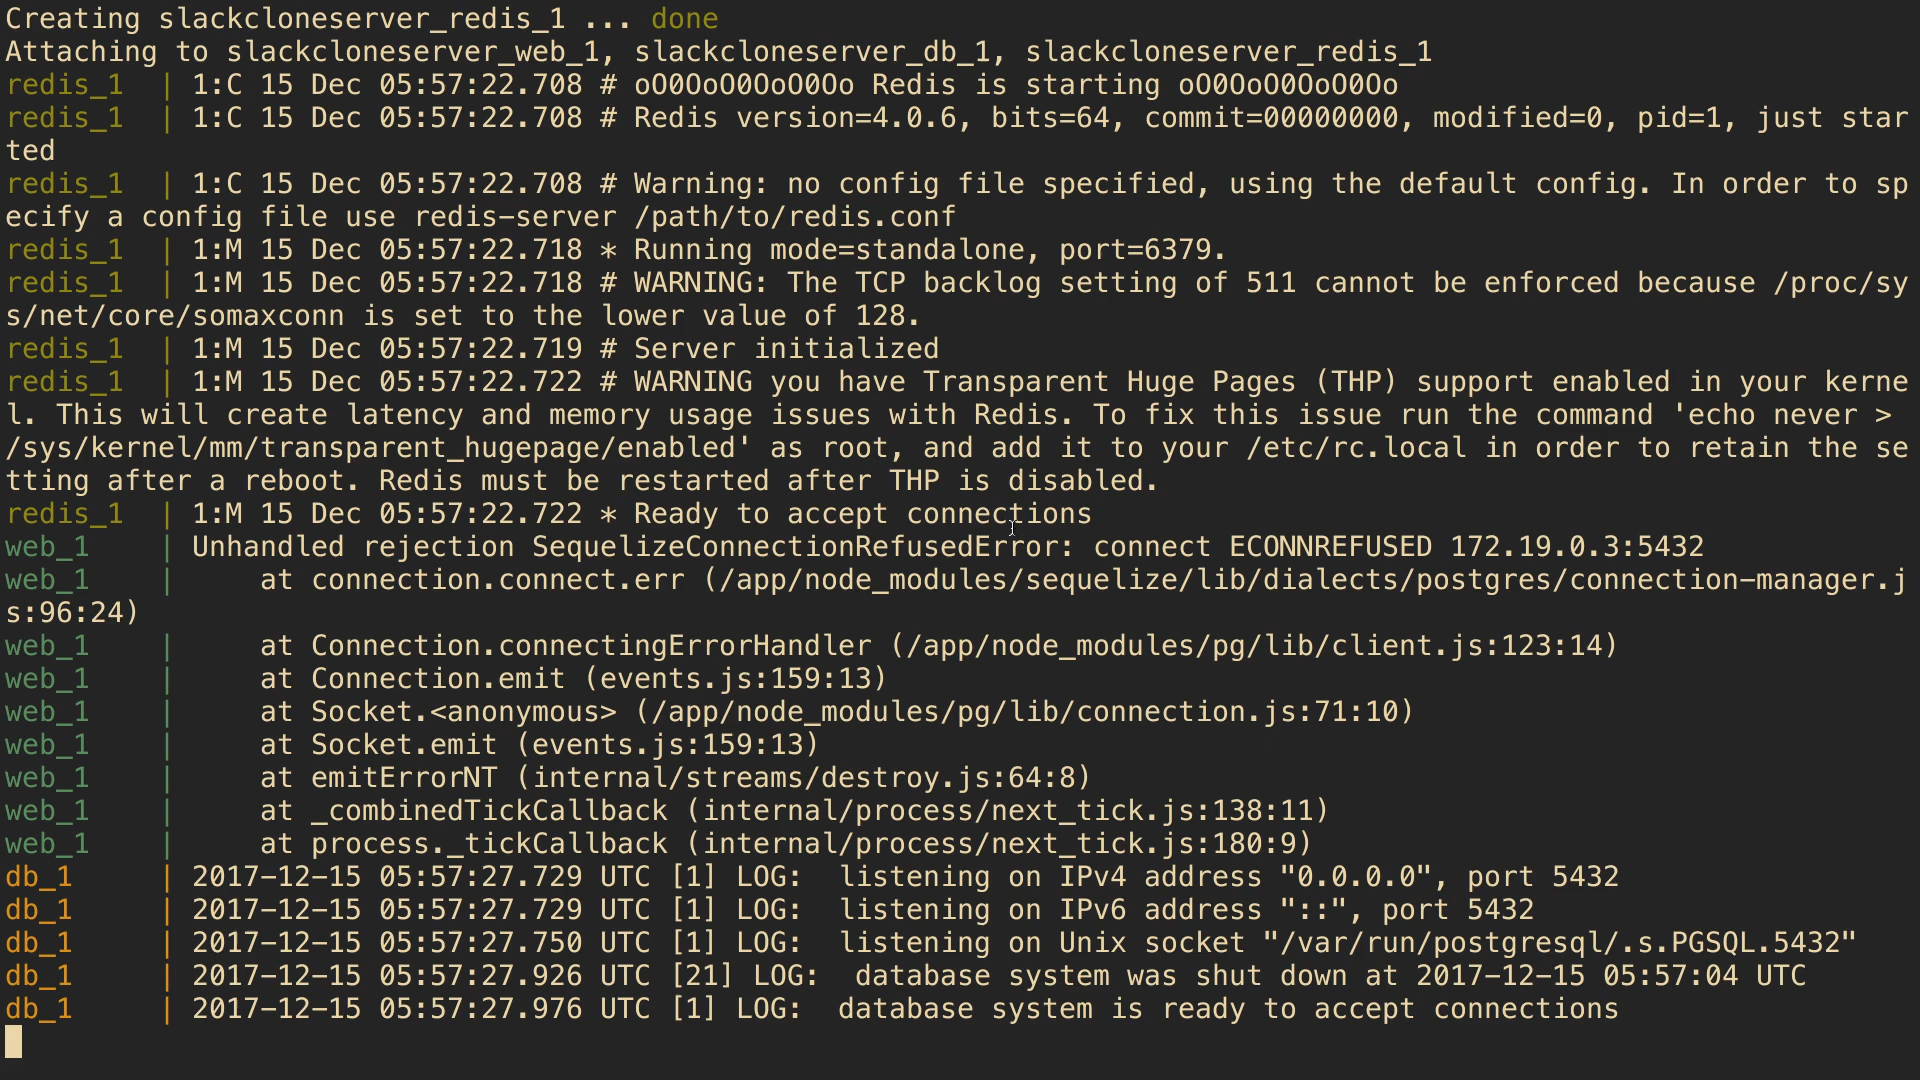 Creating slackcloneserver_redis_1 ... done
Attaching to slackcloneserver_web_1, slackcloneserver_db_1, slackcloneserver_redis_1
redis_1  | 1:C 15 Dec 05:57:22.708 # oO0OoO0OoO0Oo Redis is starting oO0OoO0OoO0Oo
redis_1  | 1:C 15 Dec 05:57:22.708 # Redis version=4.0.6, bits=64, commit=00000000, modified=0, pid=1, just star
ted
redis_1  | 1:C 15 Dec 05:57:22.708 # Warning: no config file specified, using the default config. In order to sp
ecify a config file use redis-server /path/to/redis.conf
redis_1  | 1:M 15 Dec 05:57:22.718 * Running mode=standalone, port=6379.
redis_1  | 1:M 15 Dec 05:57:22.718 # WARNING: The TCP backlog setting of 511 cannot be enforced because /proc/sy
s/net/core/somaxconn is set to the lower value of 128.
redis_1  | 1:M 15 Dec 05:57:22.719 # Server initialized
redis_1  | 1:M 15 Dec 05:57:22.722 # WARNING you have Transparent Huge Pages (THP) support enabled in your kerne
l. This will create latency and memory usage issues with Redis. To fix this issue run the command 'echo never >
/sys/kernel/mm/transparent_hugepage/enabled' as root, and add it to your /etc/rc.local in order to retain the se
tting after a reboot. Redis must be restarted after THP is disabled.
redis_1  | 1:M 15 Dec 05:57:22.722 * Ready to accept connections
web_1    | Unhandled rejection SequelizeConnectionRefusedError: connect ECONNREFUSED 172.19.0.3:5432
web_1    |     at connection.connect.err (/app/node_modules/sequelize/lib/dialects/postgres/connection-manager.j
s:96:24)
web_1    |     at Connection.connectingErrorHandler (/app/node_modules/pg/lib/client.js:123:14)
web_1    |     at Connection.emit (events.js:159:13)
web_1    |     at Socket.<anonymous> (/app/node_modules/pg/lib/connection.js:71:10)
web_1    |     at Socket.emit (events.js:159:13)
web_1    |     at emitErrorNT (internal/streams/destroy.js:64:8)
web_1    |     at _combinedTickCallback (internal/process/next_tick.js:138:11)
web_1    |     at process._tickCallback (internal/process/next_tick.js:180:9)
db_1     | 2017-12-15 05:57:27.729 UTC [1] LOG:  listening on IPv4 address "0.0.0.0", port 5432
db_1     | 2017-12-15 05:57:27.729 UTC [1] LOG:  listening on IPv6 address "::", port 5432
db_1     | 2017-12-15 05:57:27.750 UTC [1] LOG:  listening on Unix socket "/var/run/postgresql/.s.PGSQL.5432"
db_1     | 2017-12-15 05:57:27.926 UTC [21] LOG:  database system was shut down at 2017-12-15 05:57:04 UTC
db_1     | 2017-12-15 05:57:27.976 UTC [1] LOG:  database system is ready to accept connections